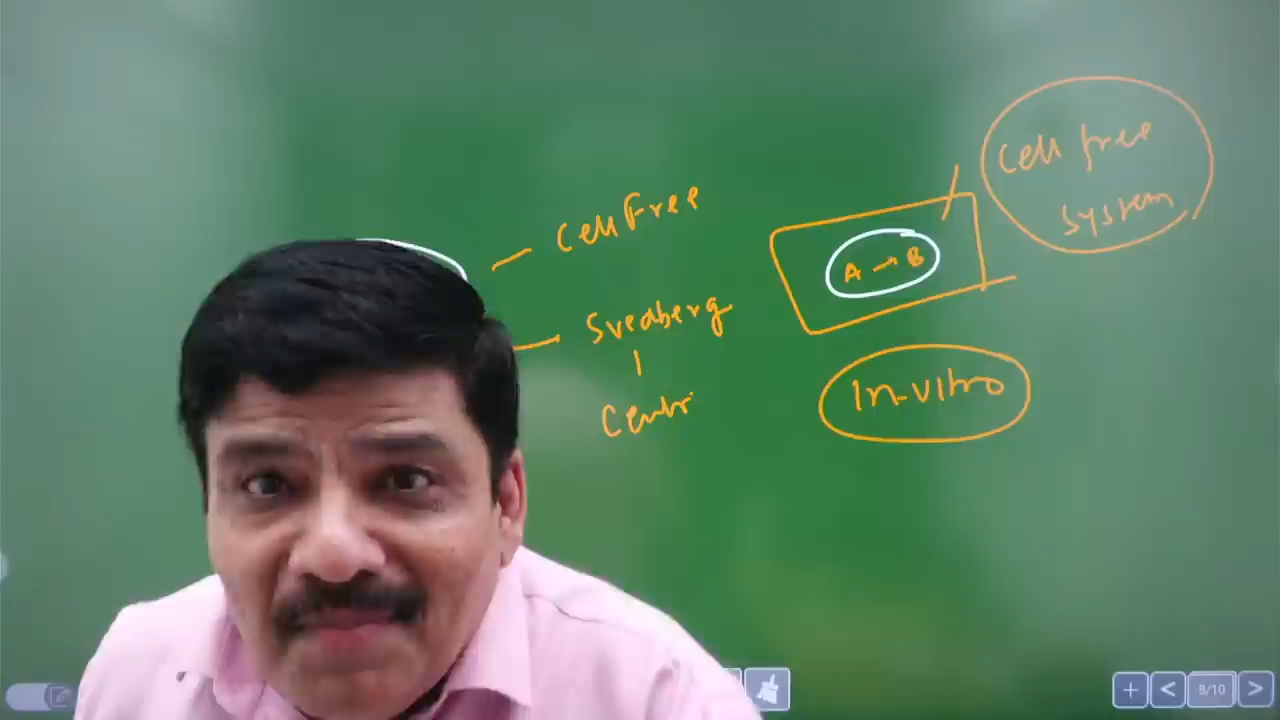 Cell Free
Svedberg
Centri
A → B
Cell free
system
In-vitro
8/10